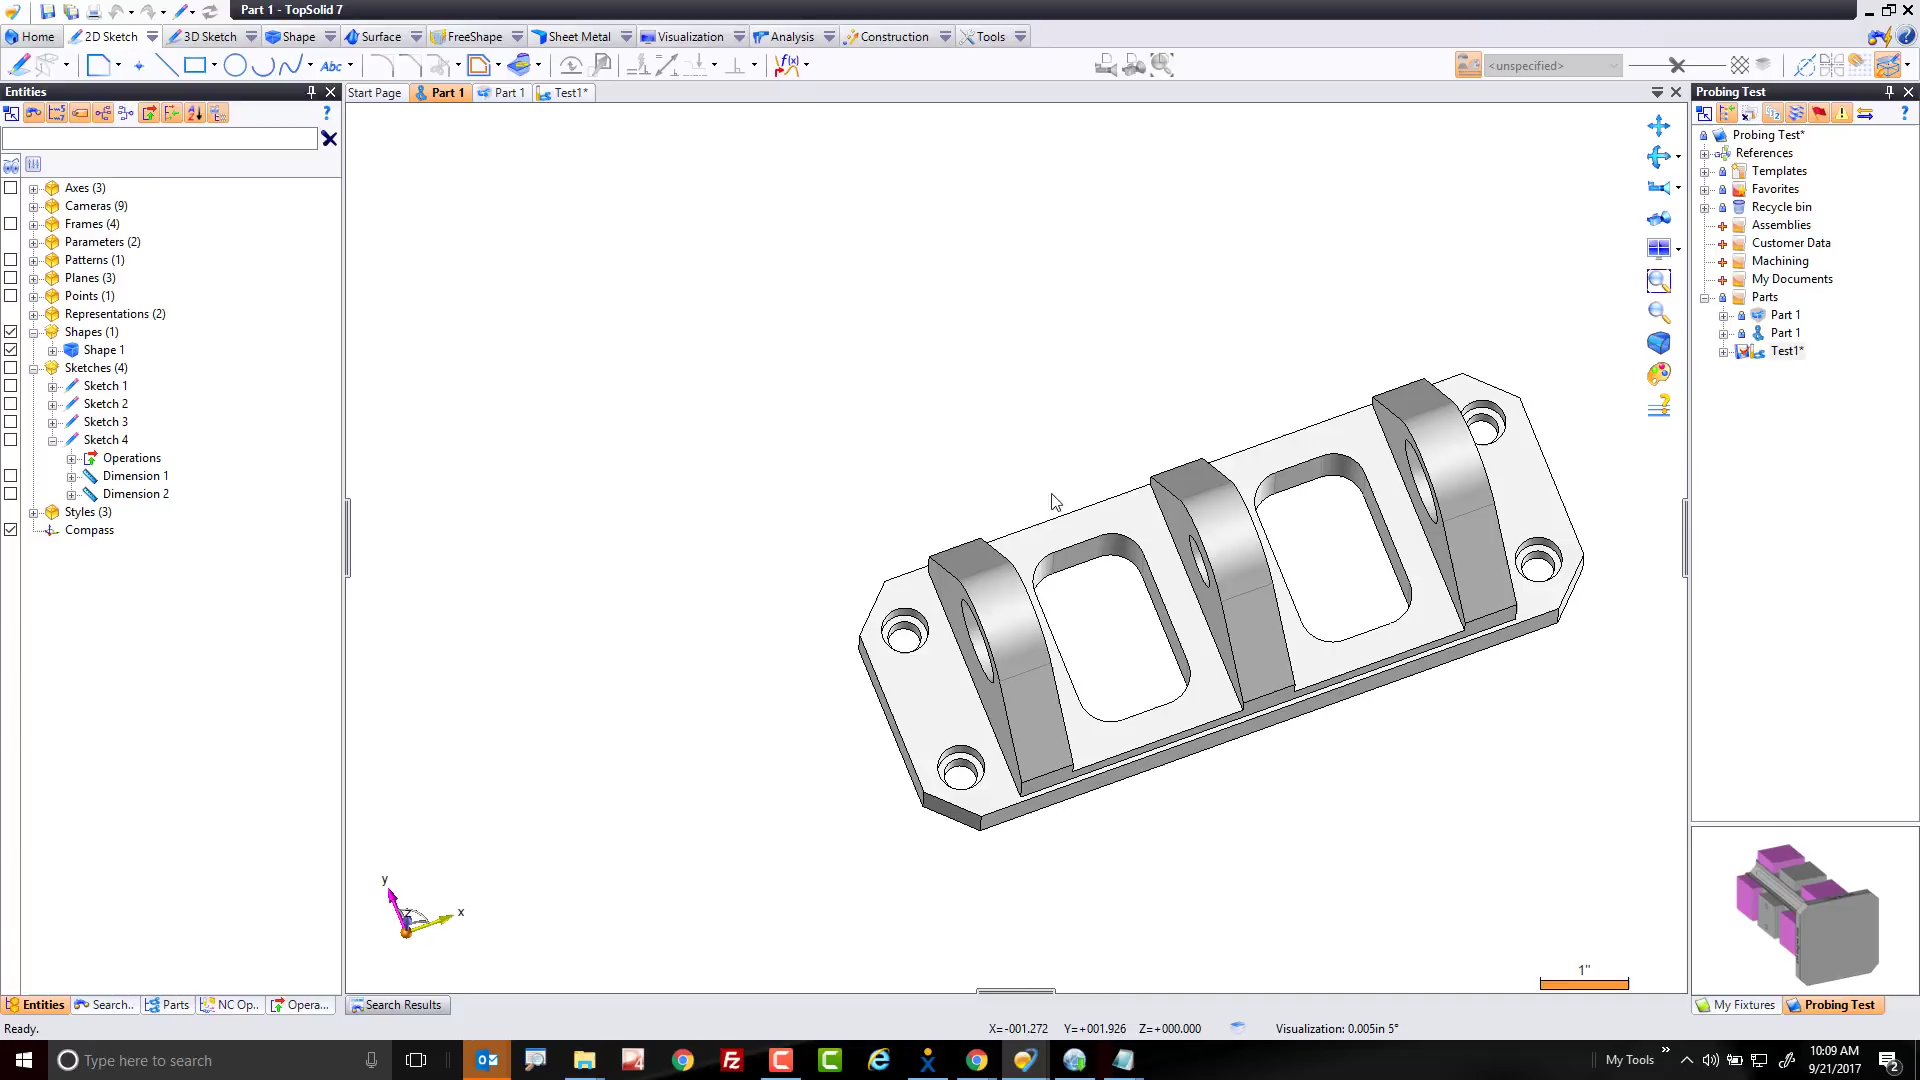 Part 1 - TopSolid 7
Home
2D Sketch
3D Sketch
Shape
Surface
FreeShape
Sheet Metal
Visualization
Analysis
Construction
Tools
Abc
<unspecified>
Entities
Start Page
Part 1
Part 1
Test1*
Probing Test
Axes (3)
Cameras (9)
Frames (4)
Parameters (2)
Patterns (1)
Planes (3)
Points (1)
Representations (2)
Shapes (1)
Shape 1
Sketches (4)
Sketch 1
Sketch 2
Sketch 3
Sketch 4
Operations
Dimension 1
Dimension 2
Styles (3)
Compass
Probing Test*
References
Templates
Favorites
Recycle bin
Assemblies
Customer Data
Machining
My Documents
Parts
Part 1
Part 1
Test1*
y
z
x
1"
Entities
Search..
Parts
NC Op..
Opera...
Search Results
My Fixtures
Probing Test
Ready.
X=-001.272
Y=+001.926
Z=+000.000
Visualization: 0.005in 5°
Type here to search
My Tools
10:09 AM
9/21/2017
2